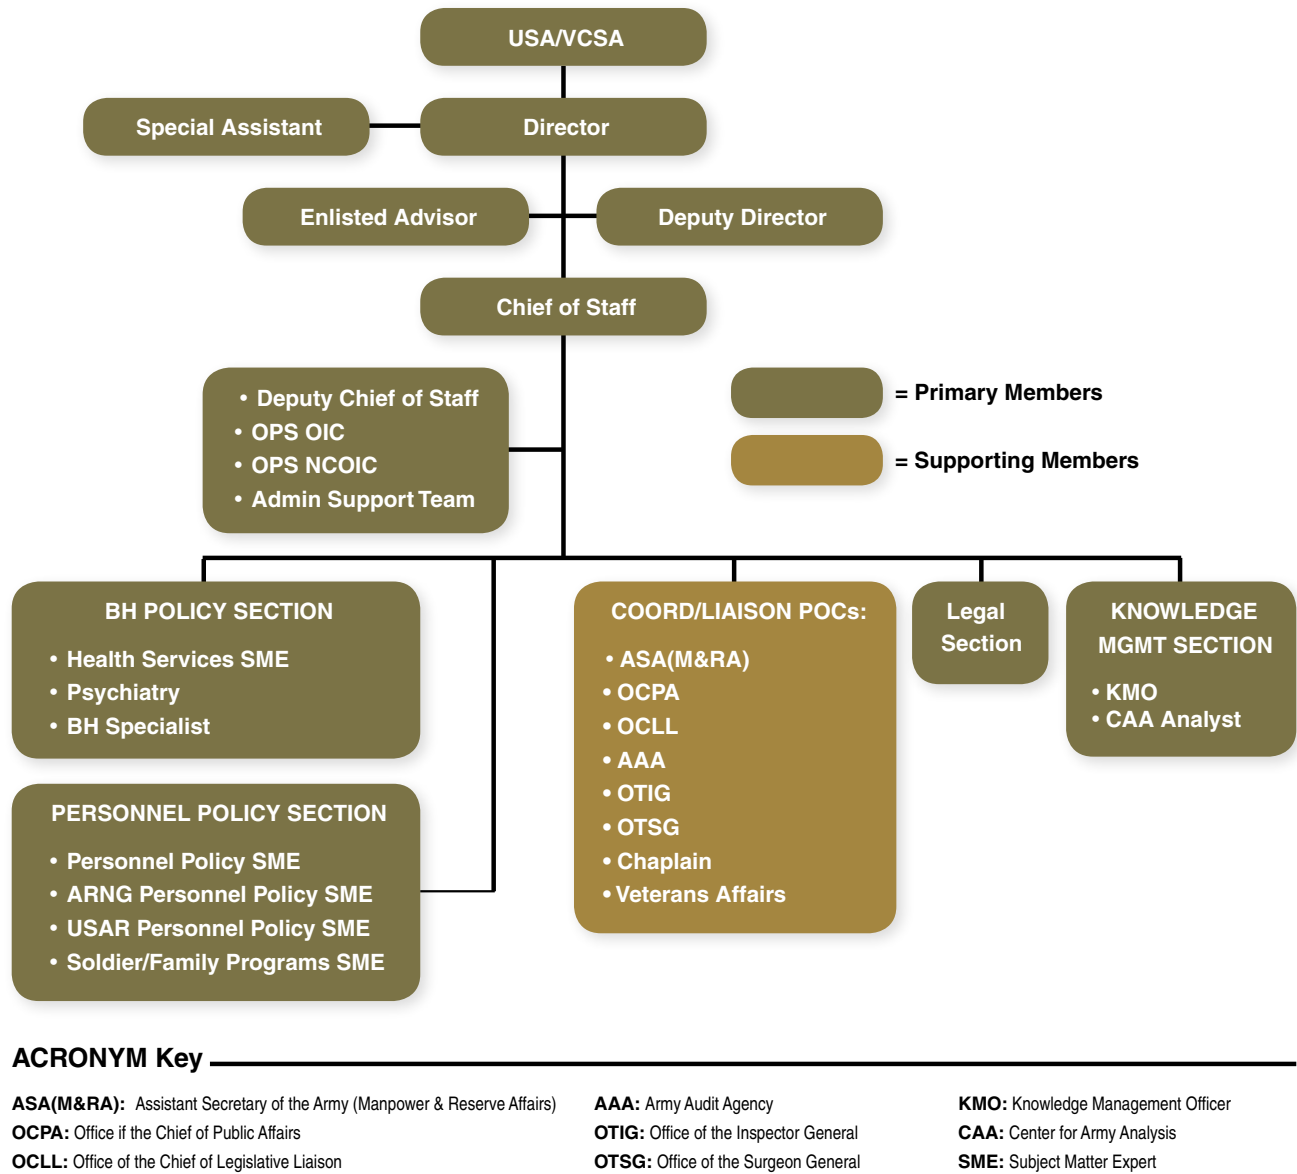 USA/VCSA
Special Assistant
Director
Enlisted Advisor
Deputy Director
Chief of Staff
• Deputy Chief of Staff
• OPS OIC
• OPS NCOIC
• Admin Support Team
= Primary Members
= Supporting Members
BH POLICY SECTION
• Health Services SME
• Psychiatry
• BH Specialist
PERSONNEL POLICY SECTION
• Personnel Policy SME
• ARNG Personnel Policy SME
• USAR Personnel Policy SME
• Soldier/Family Programs SME
COORD/LIAISON POCs:
• ASA(M&RA)
• OCPA
• OCLL
• AAA
• OTIG
• OTSG
• Chaplain
• Veterans Affairs
Legal
Section
KNOWLEDGE
MGMT SECTION
• KMO
• CAA Analyst
ACRONYM Key
ASA(M&RA): Assistant Secretary of the Army (Manpower & Reserve Affairs)
OCPA: Office if the Chief of Public Affairs
OCLL: Office of the Chief of Legislative Liaison
AAA: Army Audit Agency
OTIG: Office of the Inspector General
OTSG: Office of the Surgeon General
KMO: Knowledge Management Officer
CAA: Center for Army Analysis
SME: Subject Matter Expert